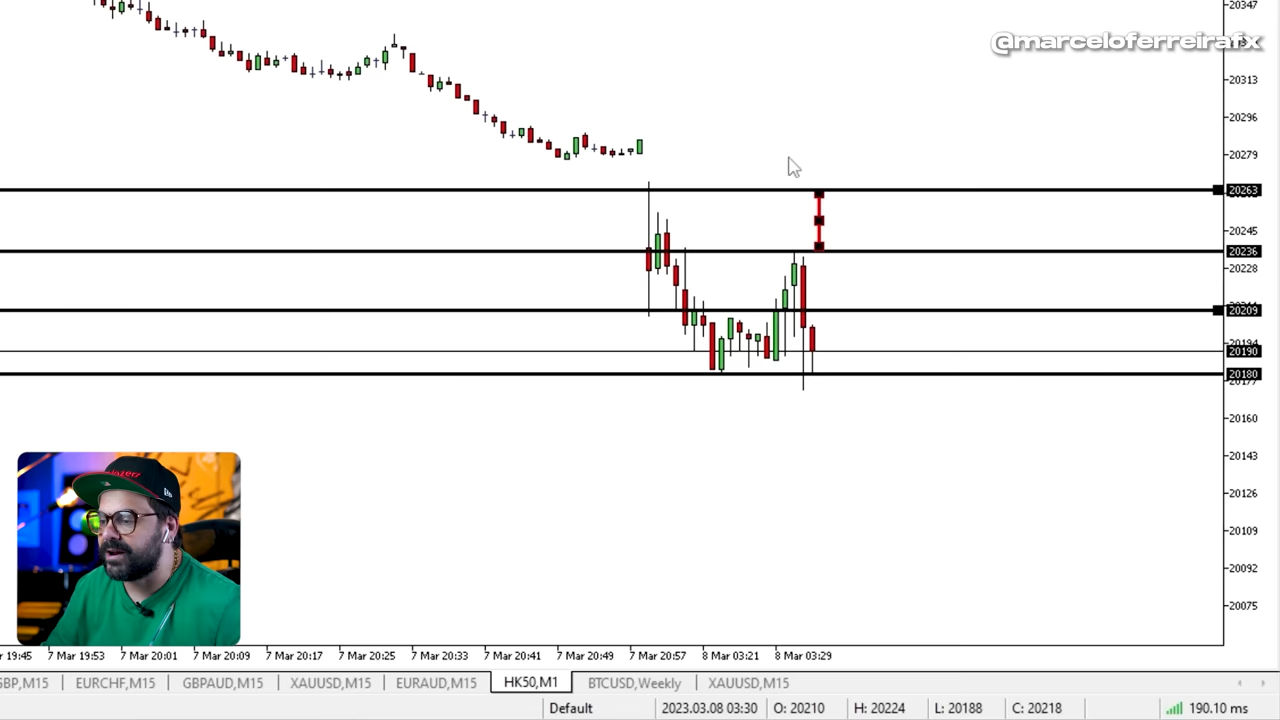 20347
@marceloferreirafx
20313
20296
20279
20263
20245
20236
20228
20209
20194
20190
20180
20177
20160
20143
20126
20109
20092
20075
19:45
7 Mar 19:53
7 Mar 20:01
7 Mar 20:09
7 Mar 20:17
7 Mar 20:25
7 Mar 20:33
7 Mar 20:41
7 Mar 20:49
7 Mar 20:57
8 Mar 03:21
8 Mar 03:29
GBP,M15
EURCHF,M15
GBPAUD,M15
XAUUSD,M15
EURAUD,M15
HK50,M1
BTCUSD,Weekly
XAUUSD,M15
Default
2023.03.08 03:30
O: 20210
H: 20224
L: 20188
C: 20218
190.10 ms